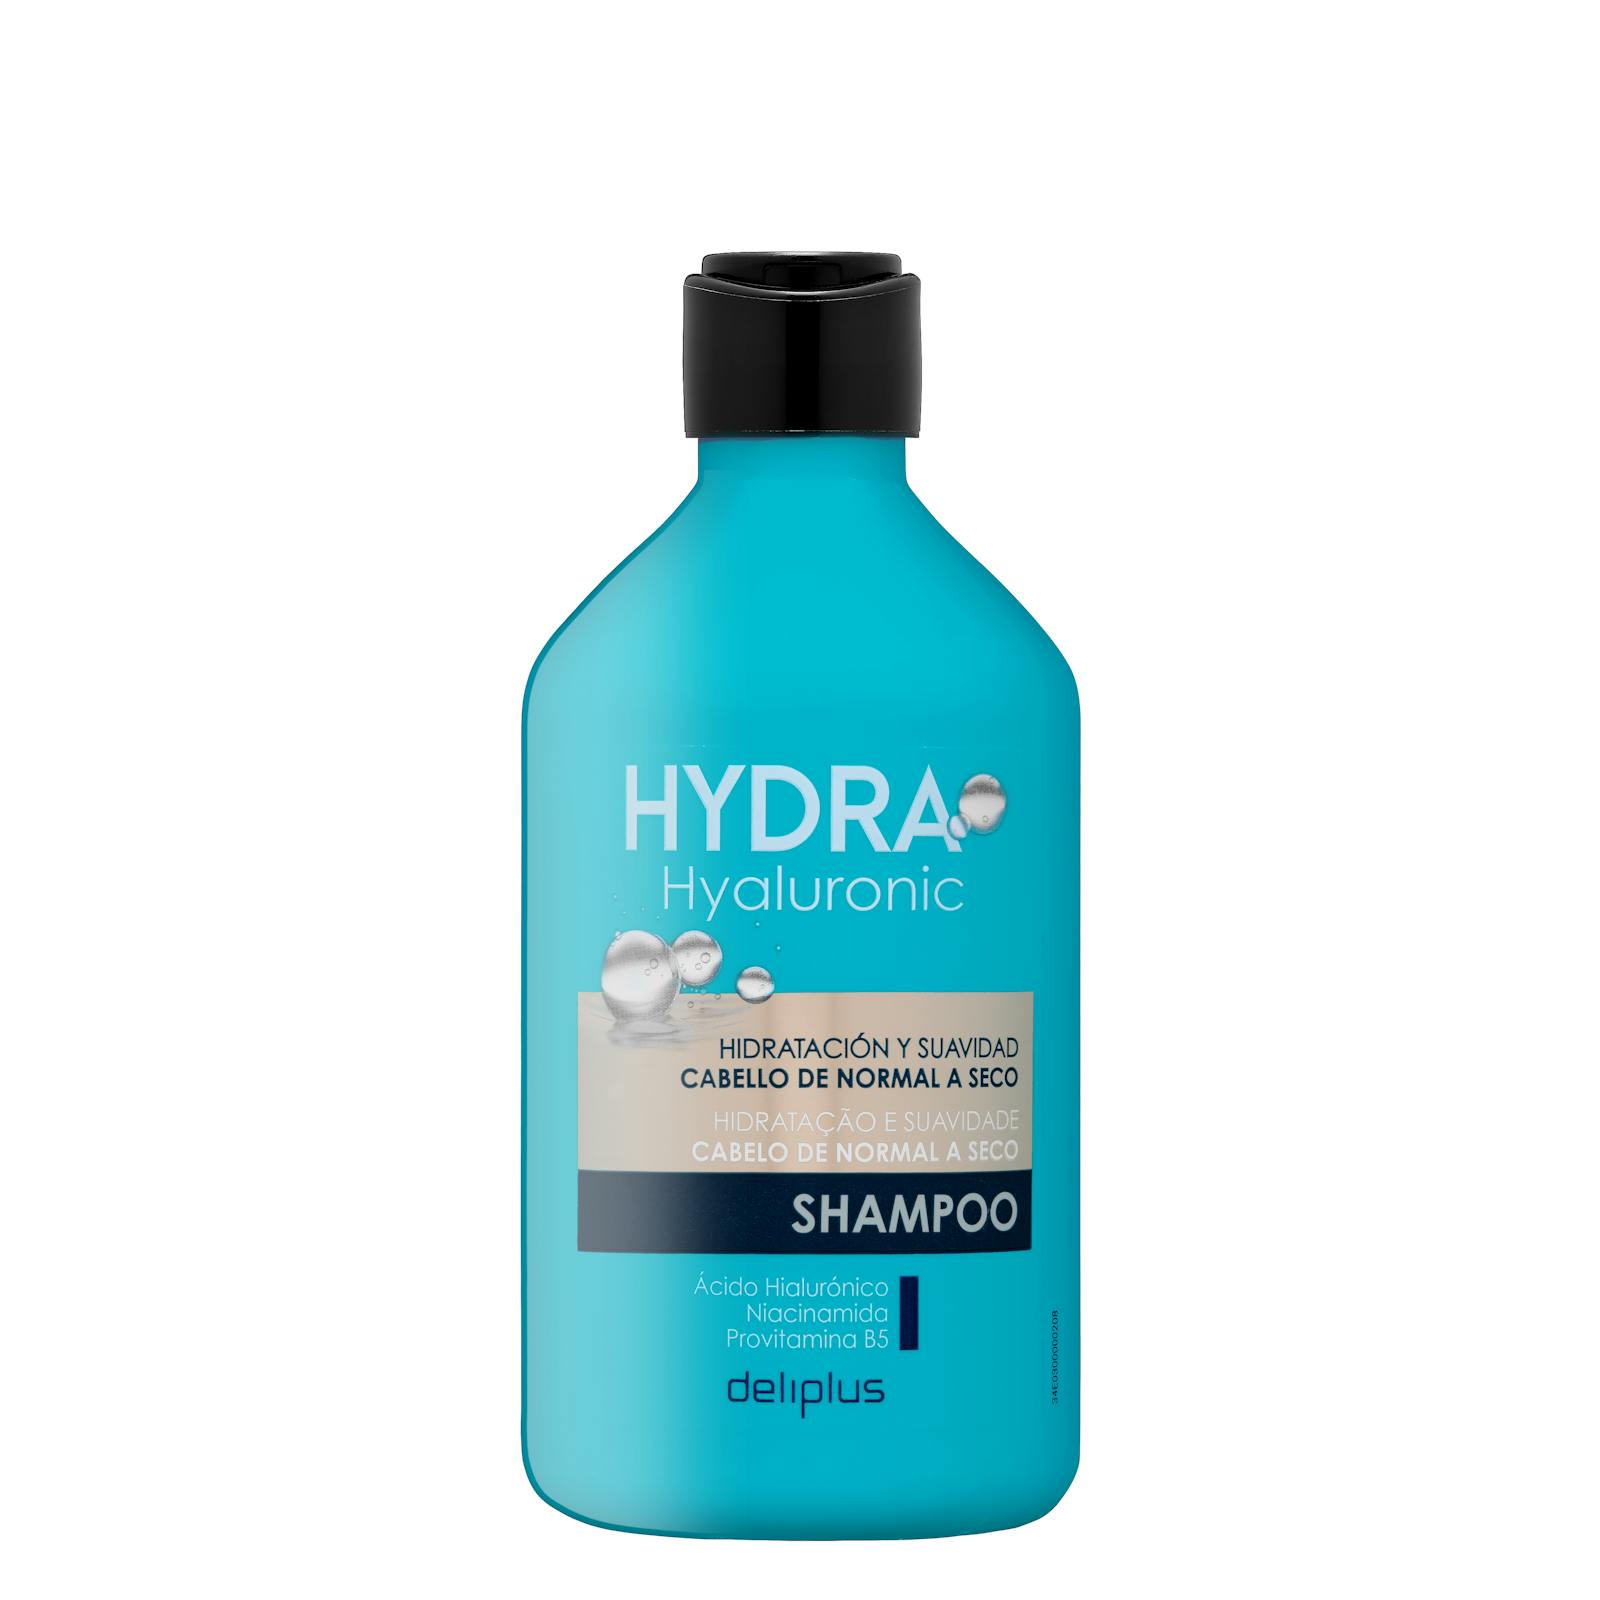 HYDRA
Hyaluronic
HIDRATACIÓN Y SUAVIDAD
CABELLO DE NORMAL A SECO
HIDRATAÇÃO E SUAVIDADE
CABELO DE NORMAL A SECO
SHAMPOO
Ácido Hialurónico
Niacinamida
Provitamina B5
deliplus
34E0300000208